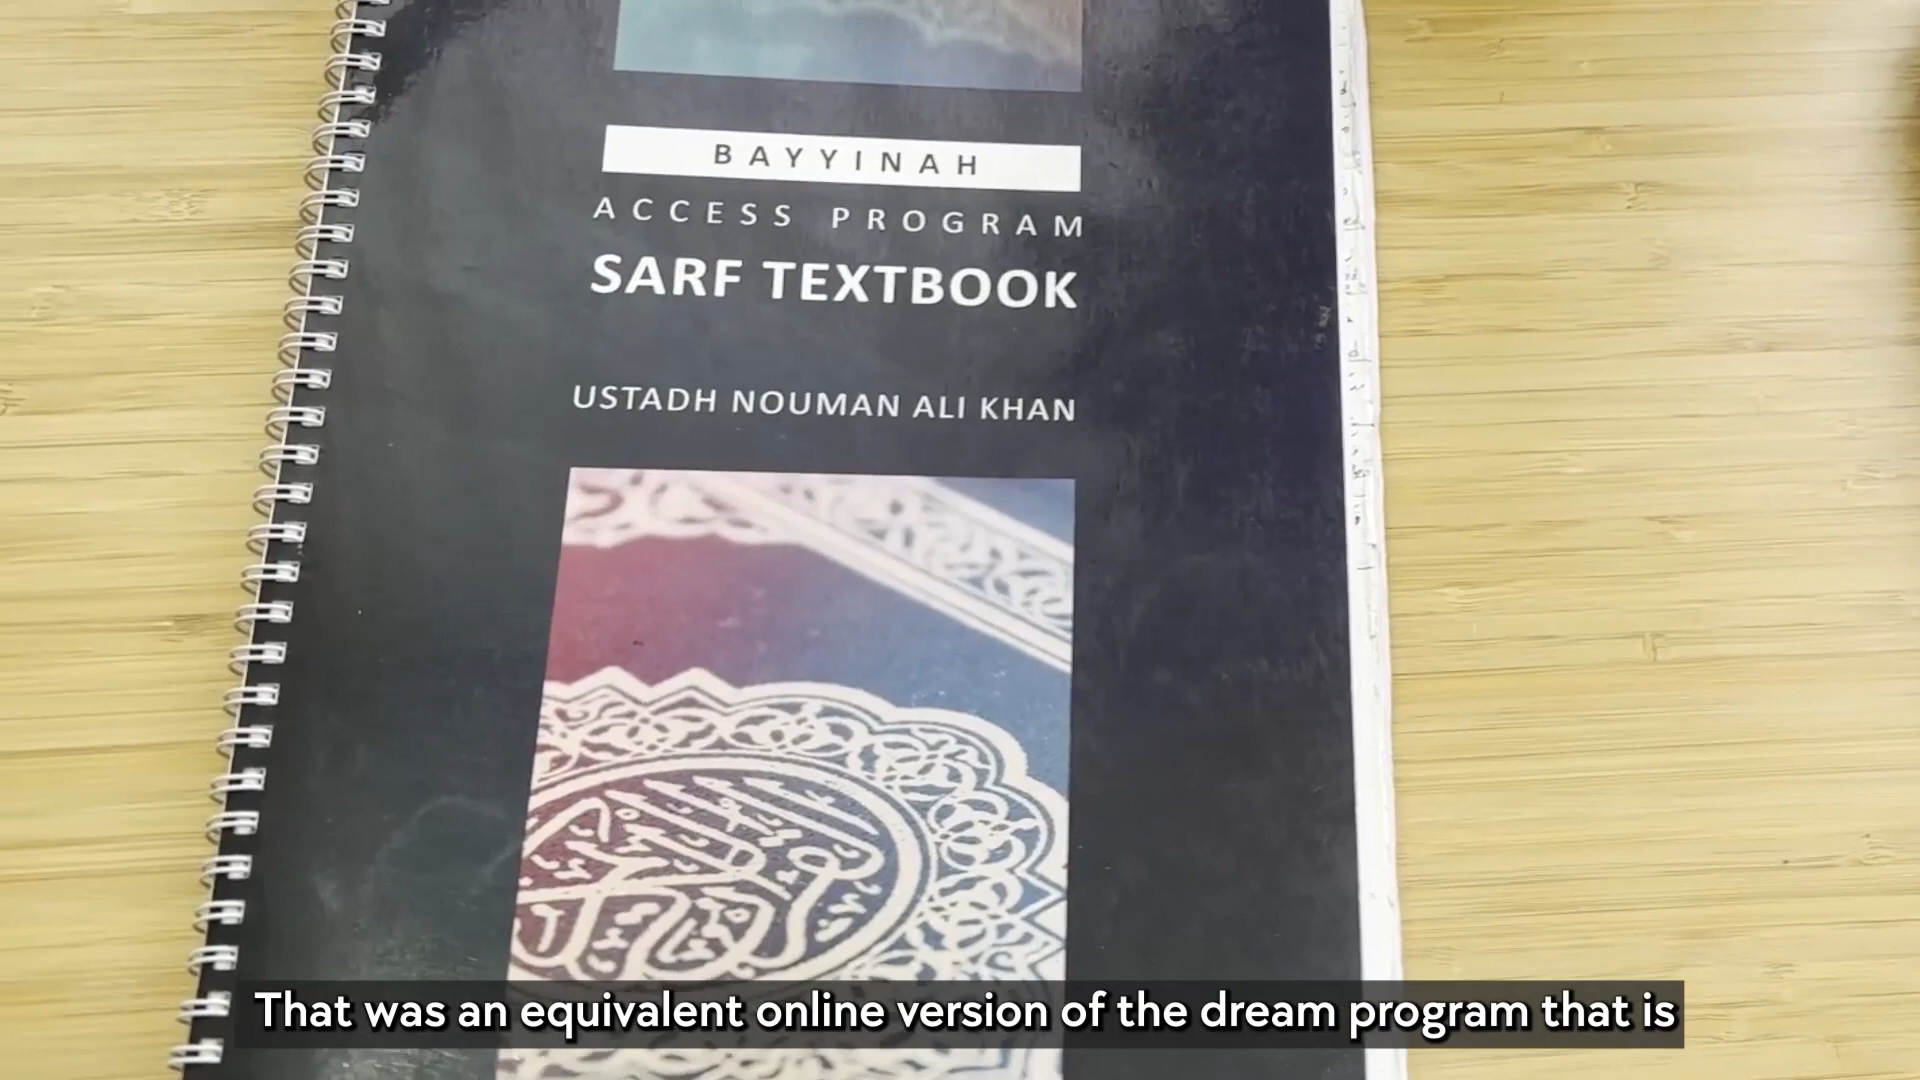 BAYYINAH
ACCESS PROGRAM
SARF TEXTBOOK
USTADH NOUMAN ALI KHAN
That was an equivalent online version of the dream program that is